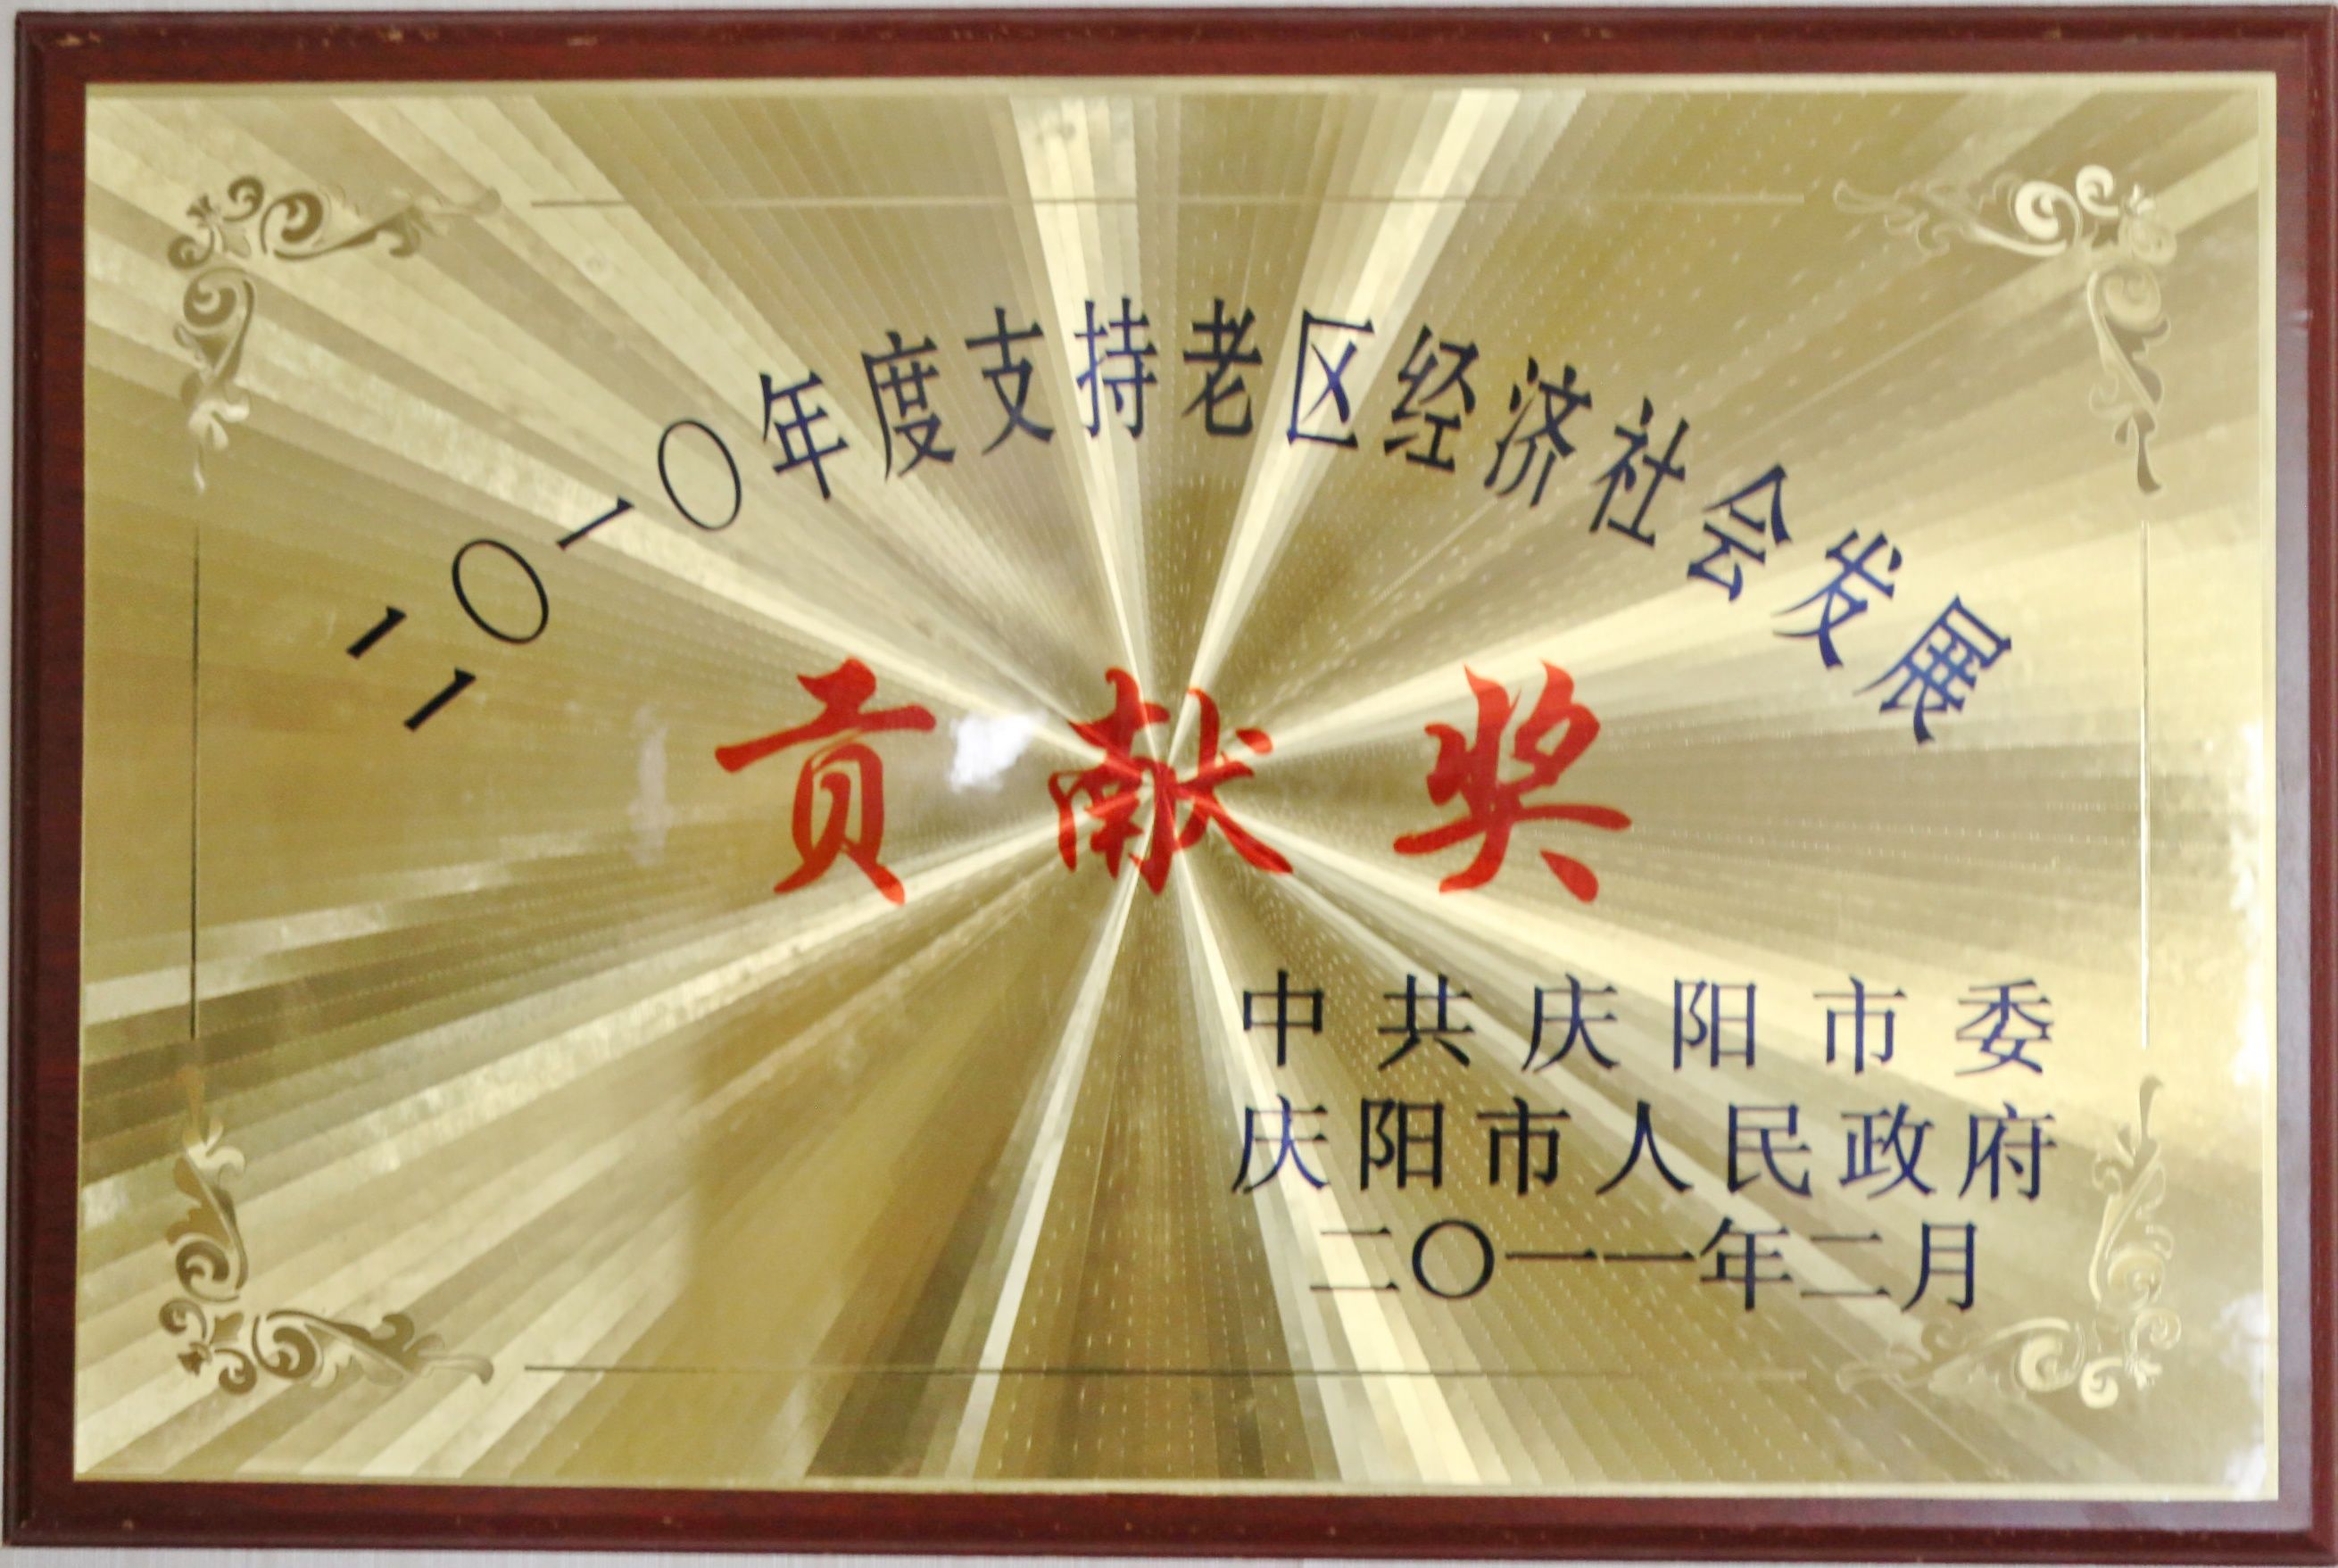 二〇一〇年度支持老区经济社会发展
贡献奖
中共庆阳市委
庆阳市人民政府
二〇一一年二月